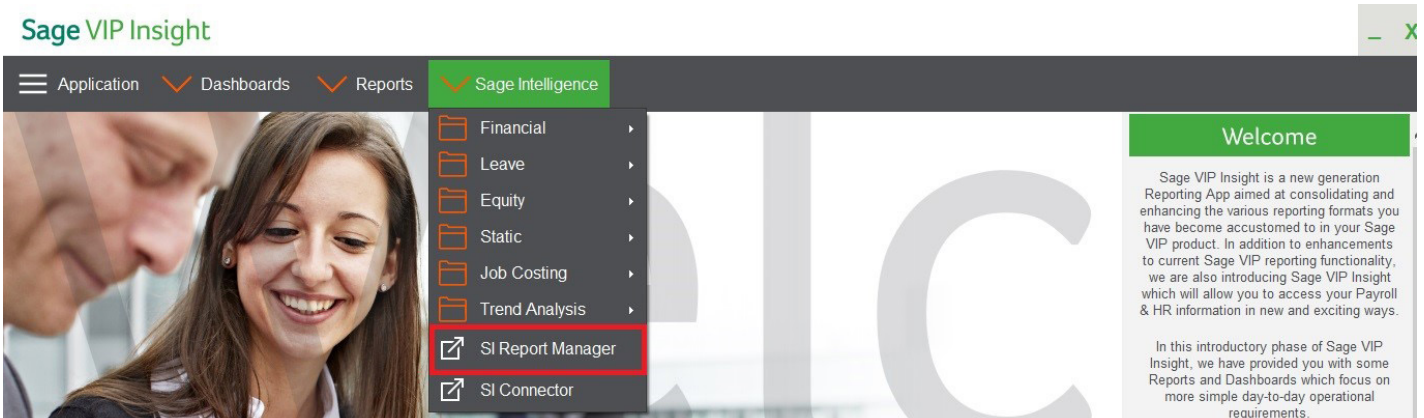 Sage VIP Insight
_ X
Application Dashboards Reports Sage Intelligence
Financial
Leave
Equity
Static
Job Costing
Trend Analysis
SI Report Manager
SI Connector
elc
Welcome
Sage VIP Insight is a new generation
Reporting App aimed at consolidating and
enhancing the various reporting formats you
have become accustomed to in your Sage
VIP product. In addition to enhancements
to current Sage VIP reporting functionality,
we are also introducing Sage VIP Insight
which will allow you to access your Payroll
& HR information in new and exciting ways.
In this introductory phase of Sage VIP
Insight, we have provided you with some
Reports and Dashboards which focus on
more simple day-to-day operational
requirements.